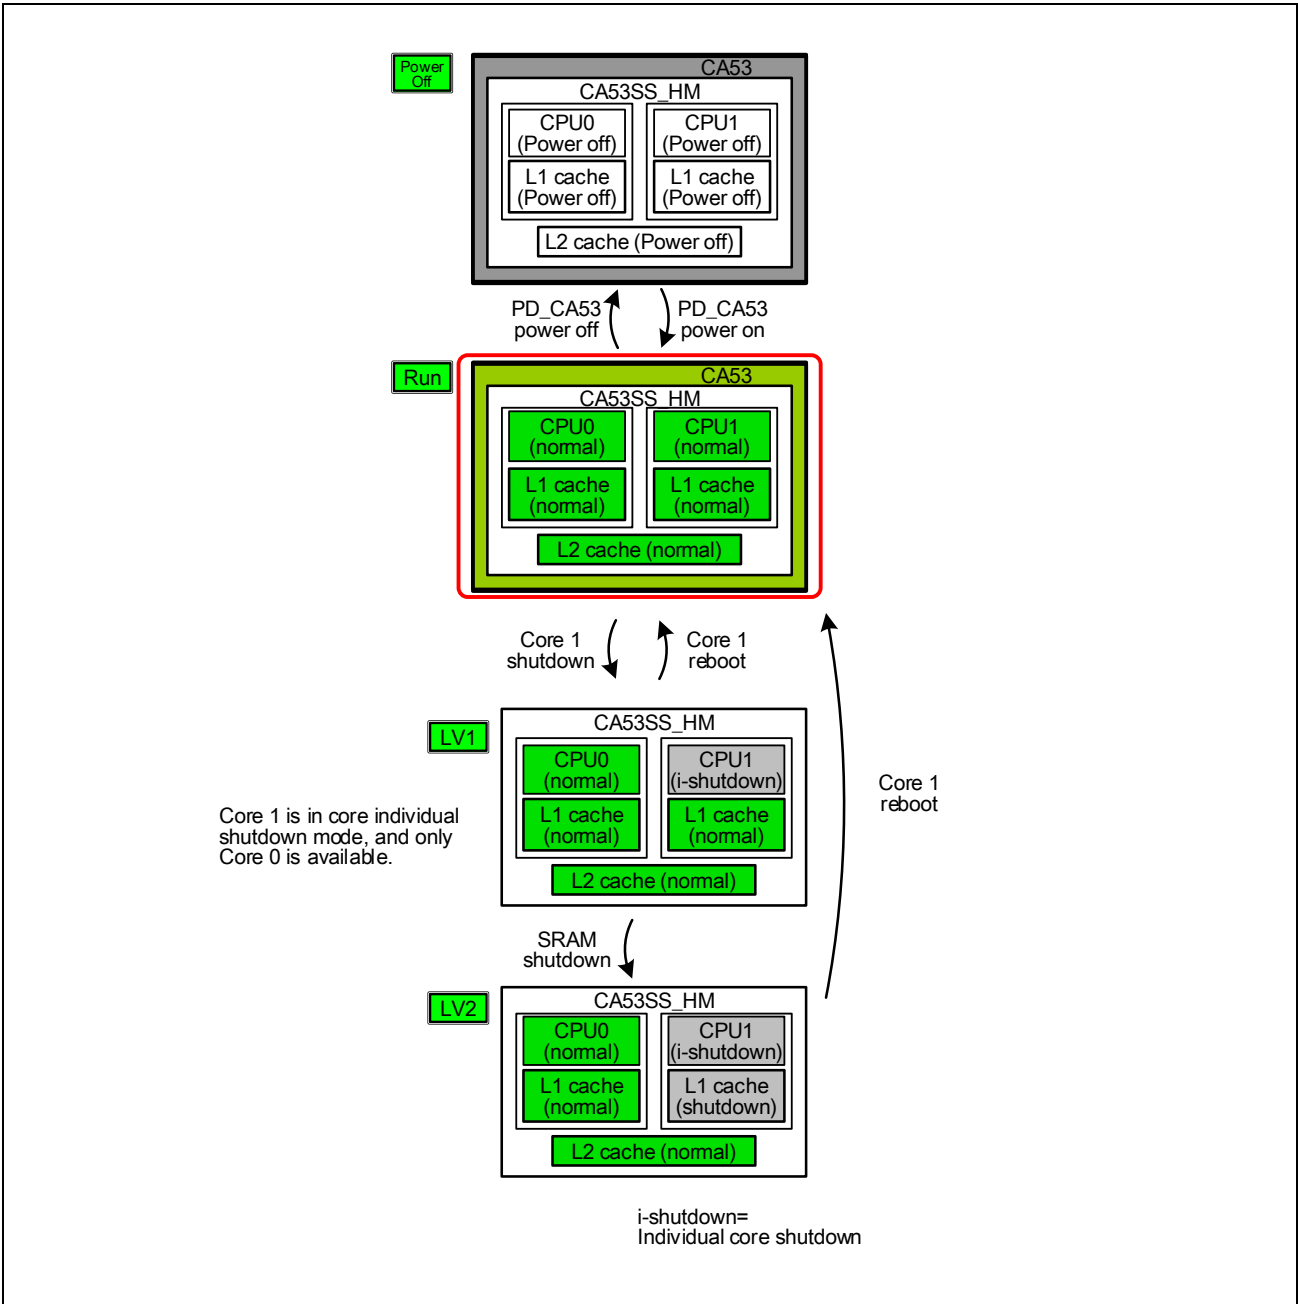 Power
Off
CA53
CA53SS_HM
CPU0
(Power off)
CPU1
(Power off)
L1 cache
(Power off)
L1 cache
(Power off)
L2 cache (Power off)
PD_CA53
power off
PD_CA53
power on
Run
CA53
CA53SS_HM
CPU0
(normal)
CPU1
(normal)
L1 cache
(normal)
L1 cache
(normal)
L2 cache (normal)
Core 1
shutdown
Core 1
reboot
LV1
CA53SS_HM
CPU0
(normal)
CPU1
(i-shutdown)
L1 cache
(normal)
L1 cache
(normal)
L2 cache (normal)
Core 1 is in core individual
shutdown mode, and only
Core 0 is available.
Core 1
reboot
SRAM
shutdown
LV2
CA53SS_HM
CPU0
(normal)
CPU1
(i-shutdown)
L1 cache
(normal)
L1 cache
(shutdown)
L2 cache (normal)
i-shutdown=
Individual core shutdown